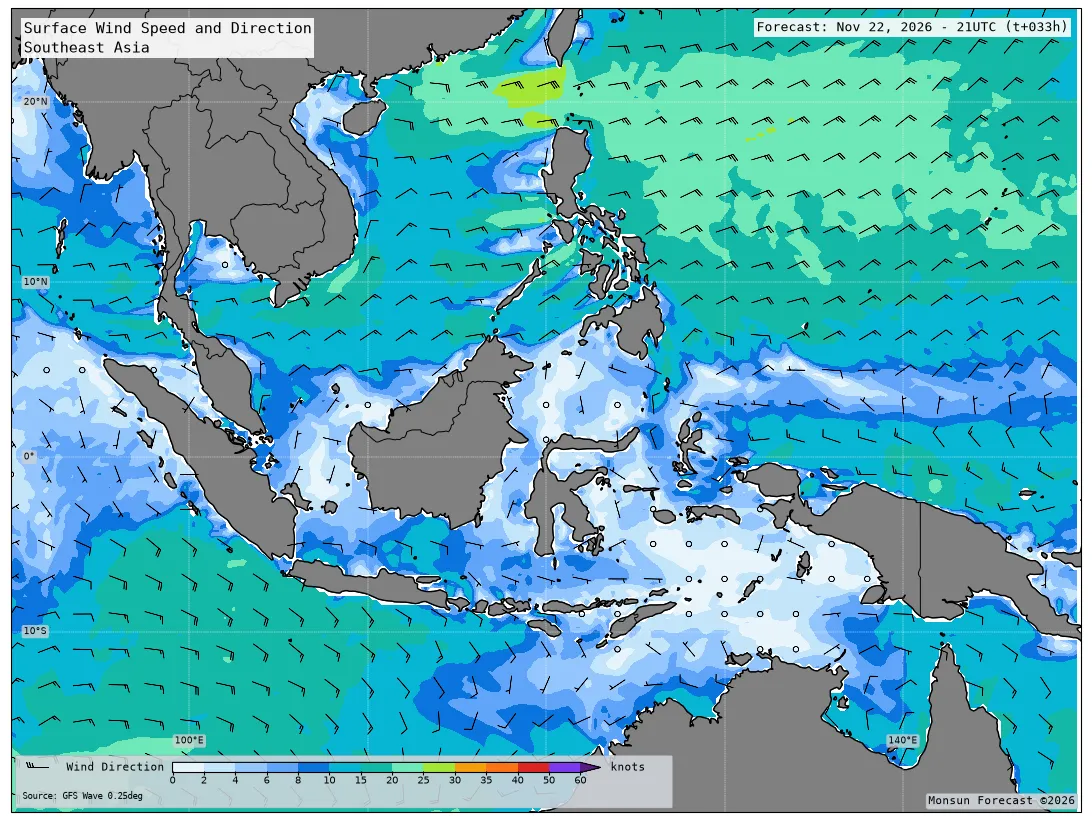 Surface Wind Speed and Direction
Southeast Asia
Forecast: Nov 22, 2026 - 21UTC (t+033h)
20°N
10°N
0°
10°S
100°E
140°E
Wind Direction
knots
0 2 4 6 8 10 15 20 25 30 35 40 50 60
Source: GFS Wave 0.25deg
Monsun Forecast ©2026